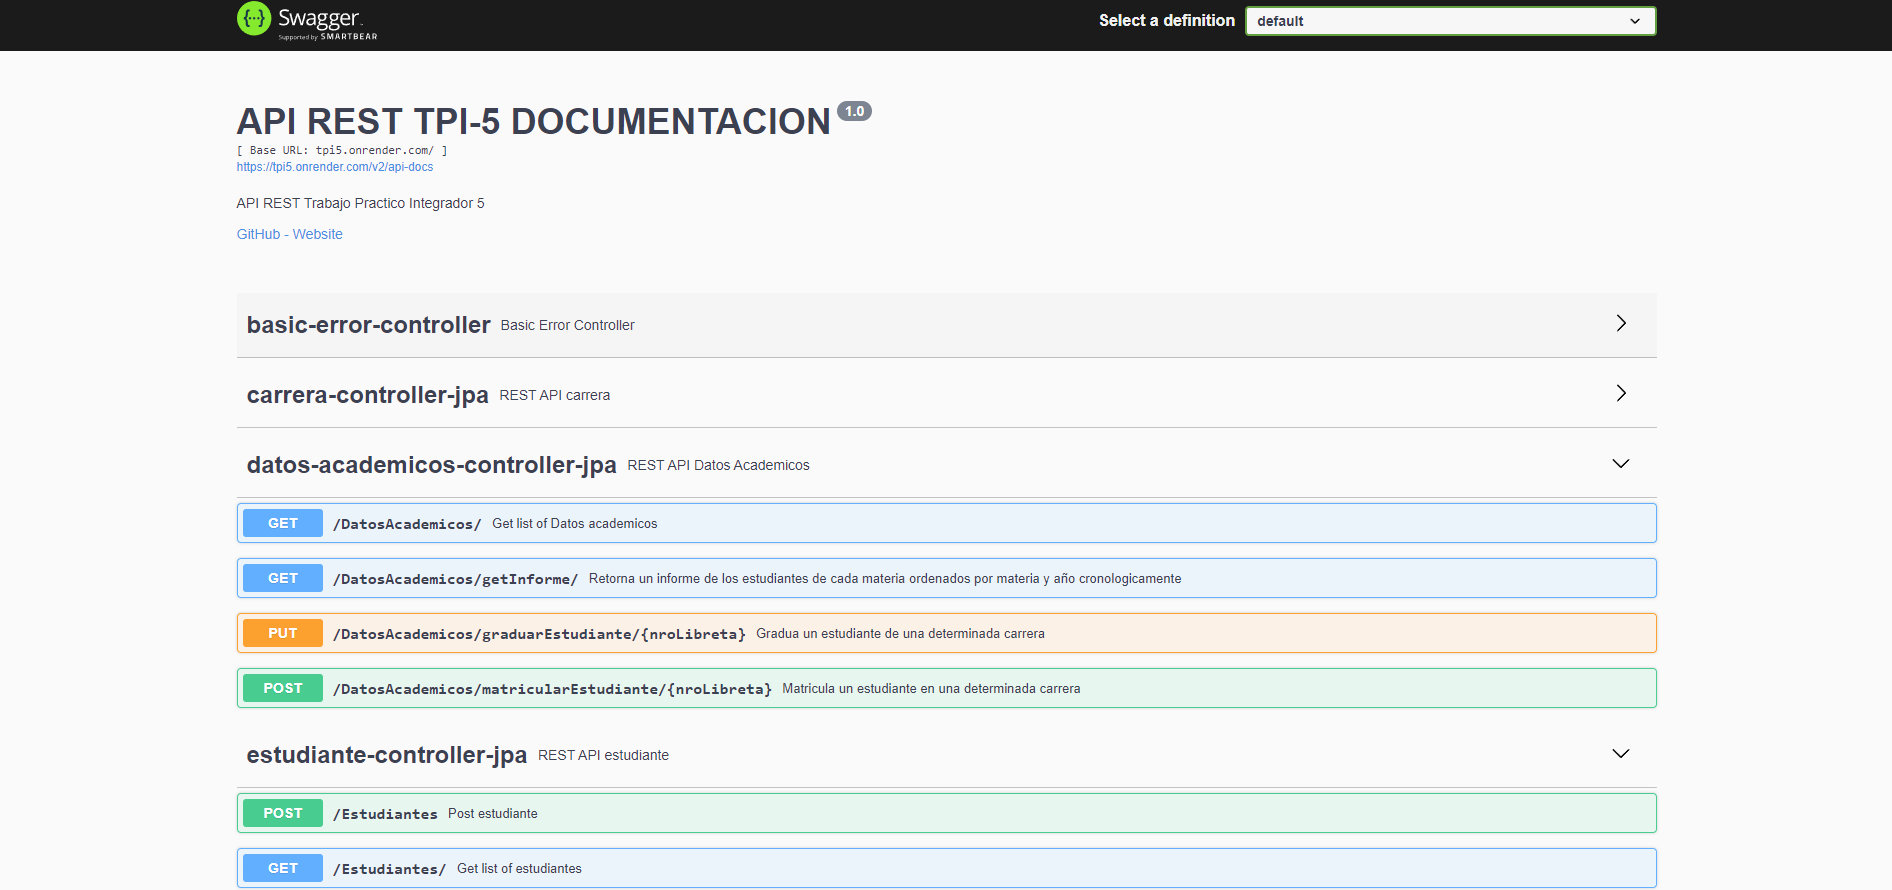 Swagger
Supported by SMARTBEAR
Select a definition
default
API REST TPI-5 DOCUMENTACION 1.0
[ Base URL: tpi5.onrender.com/ ]
https://tpi5.onrender.com/v2/api-docs
API REST Trabajo Practico Integrador 5
GitHub - Website
basic-error-controller Basic Error Controller
carrera-controller-jpa REST API carrera
datos-academicos-controller-jpa REST API Datos Academicos
GET /DatosAcademicos/ Get list of Datos academicos
GET /DatosAcademicos/getInforme/ Retorna un informe de los estudiantes de cada materia ordenados por materia y año cronologicamente
PUT /DatosAcademicos/graduarEstudiante/{nroLibreta} Gradua un estudiante de una determinada carrera
POST /DatosAcademicos/matricularEstudiante/{nroLibreta} Matricula un estudiante en una determinada carrera
estudiante-controller-jpa REST API estudiante
POST /Estudiantes Post estudiante
GET /Estudiantes/ Get list of estudiantes